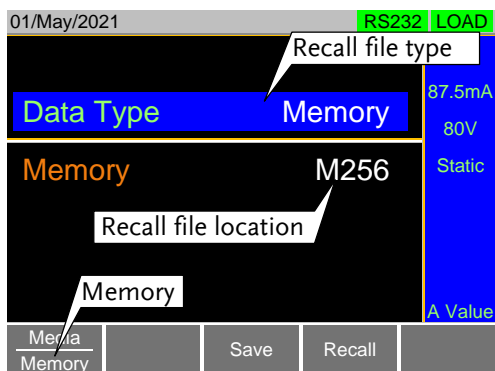 01/May/2021 RS232 LOAD
Recall file type
87.5mA
Data Type Memory
80V
Memory M256 Static
Recall file location
Memory
A Value
Media Save Recall
Memory